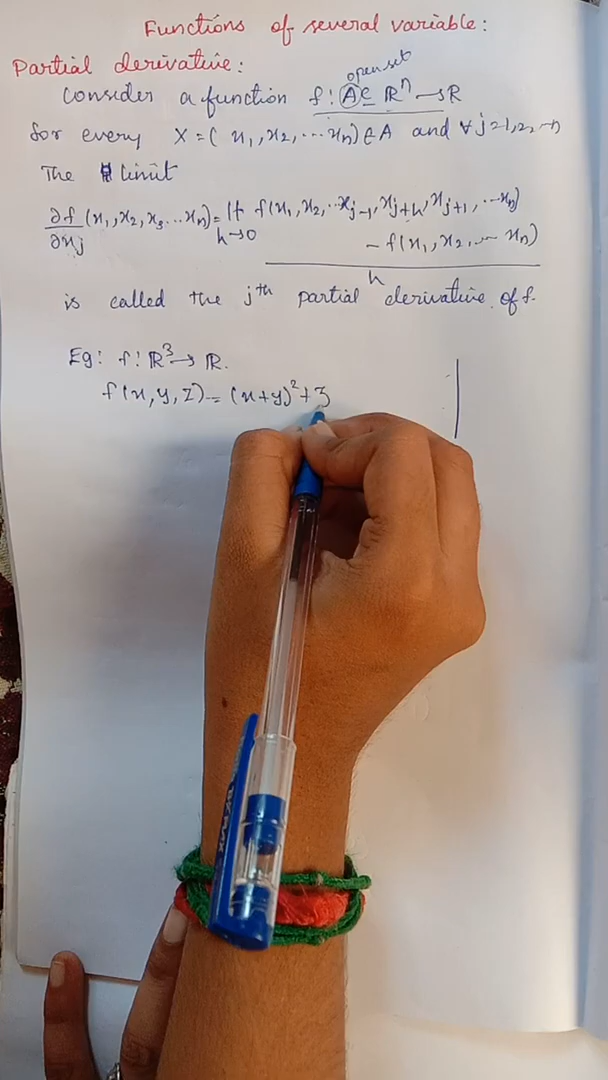 Functions of several variable:
Partial derivative:
open set
Consider a function f: A ⊆ ℝⁿ → ℝ
for every X = (x₁, x₂, ... xₙ) ∈ A and ∀ j=1,2,...n
The limit
∂f/∂xⱼ (x₁, x₂, x₃ ... xₙ) = lt h→0 f(x₁, x₂, ... xⱼ₋₁, xⱼ+h, xⱼ₊₁, ... xₙ)
- f(x₁, x₂, ... xₙ)
h
is called the jᵗʰ partial derivative of f.
Eg: f: ℝ³ → ℝ.
f(x, y, z) = (x+y)² + z